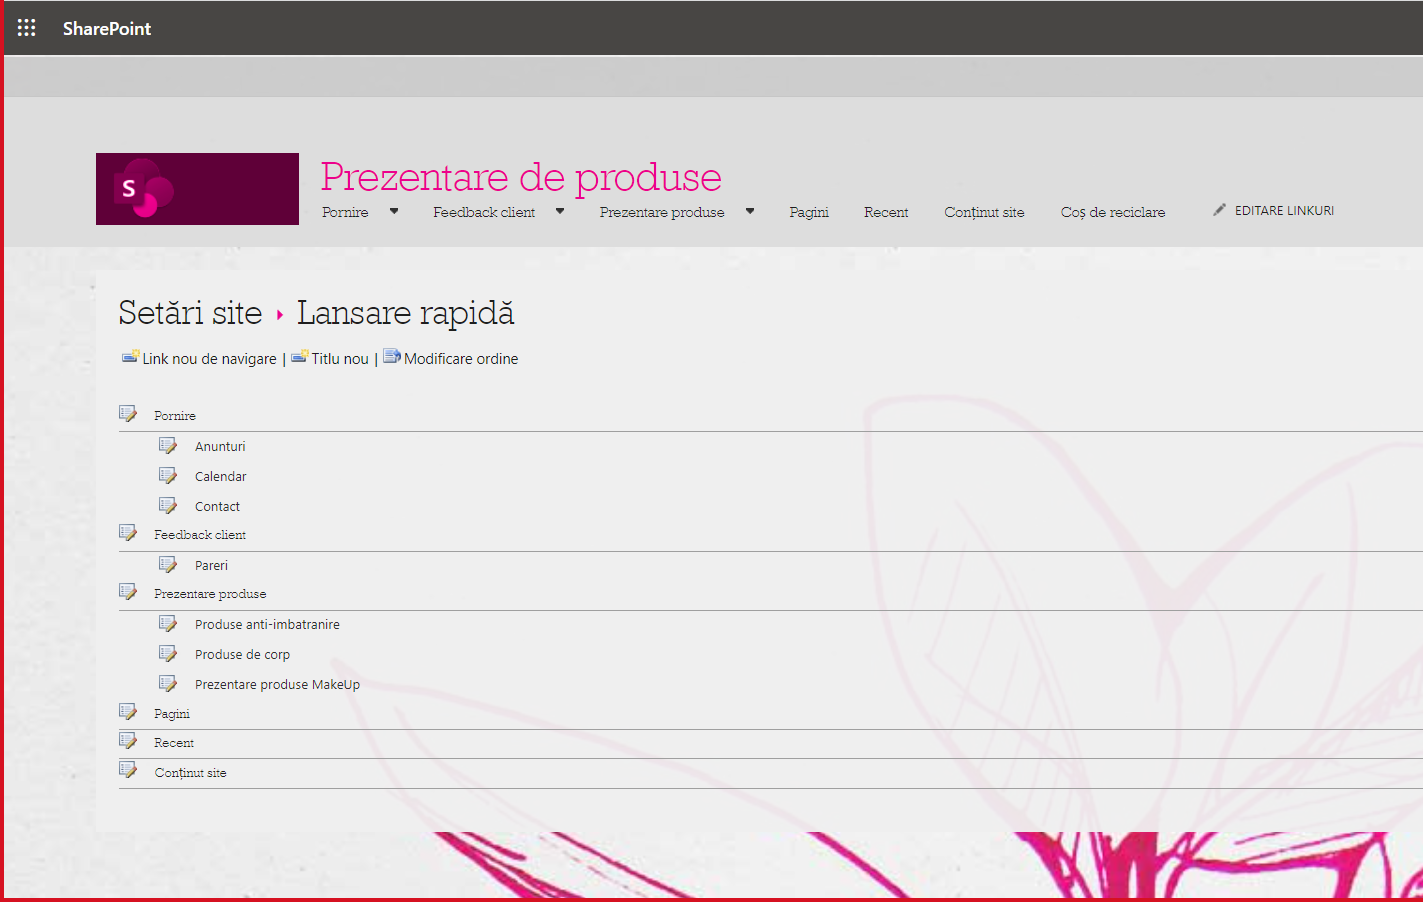 SharePoint
S
Prezentare de produse
Pornire Feedback client Prezentare produse Pagini Recent Conținut site Coș de reciclare EDITARE LINKURI
Setări site Lansare rapidă
Link nou de navigare | Titlu nou | Modificare ordine
Pornire
Anunturi
Calendar
Contact
Feedback client
Pareri
Prezentare produse
Produse anti-imbatranire
Produse de corp
Prezentare produse MakeUp
Pagini
Recent
Conținut site